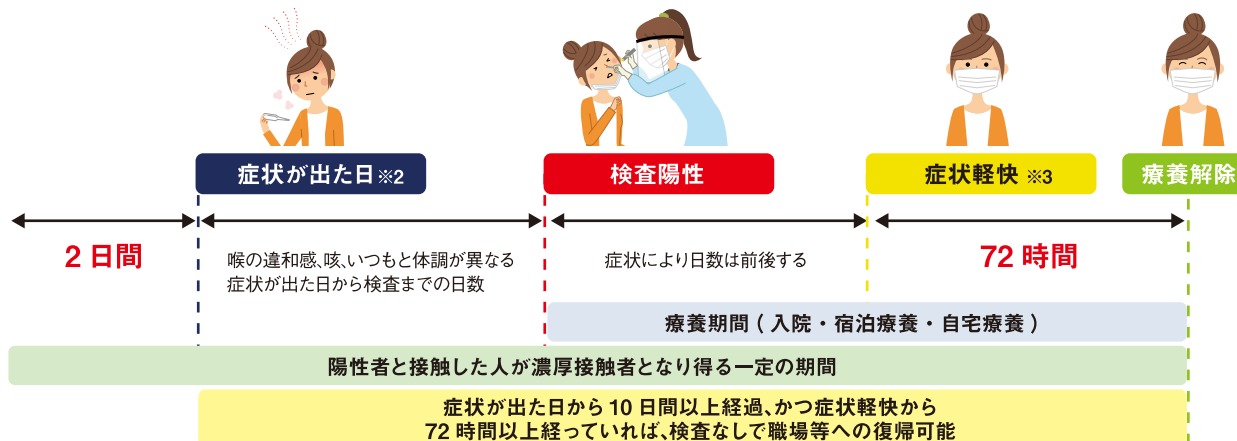 症状が出た日※2
検査陽性
症状軽快 ※3
療養解除
2 日間
喉の違和感、咳、いつもと体調が異なる
症状が出た日から検査までの日数
症状により日数は前後する
72 時間
療養期間 ( 入院・宿泊療養・自宅療養 )
陽性者と接触した人が濃厚接触者となり得る一定の期間
症状が出た日から 10 日間以上経過、かつ症状軽快から
72 時間以上経っていれば、検査なしで職場等への復帰可能